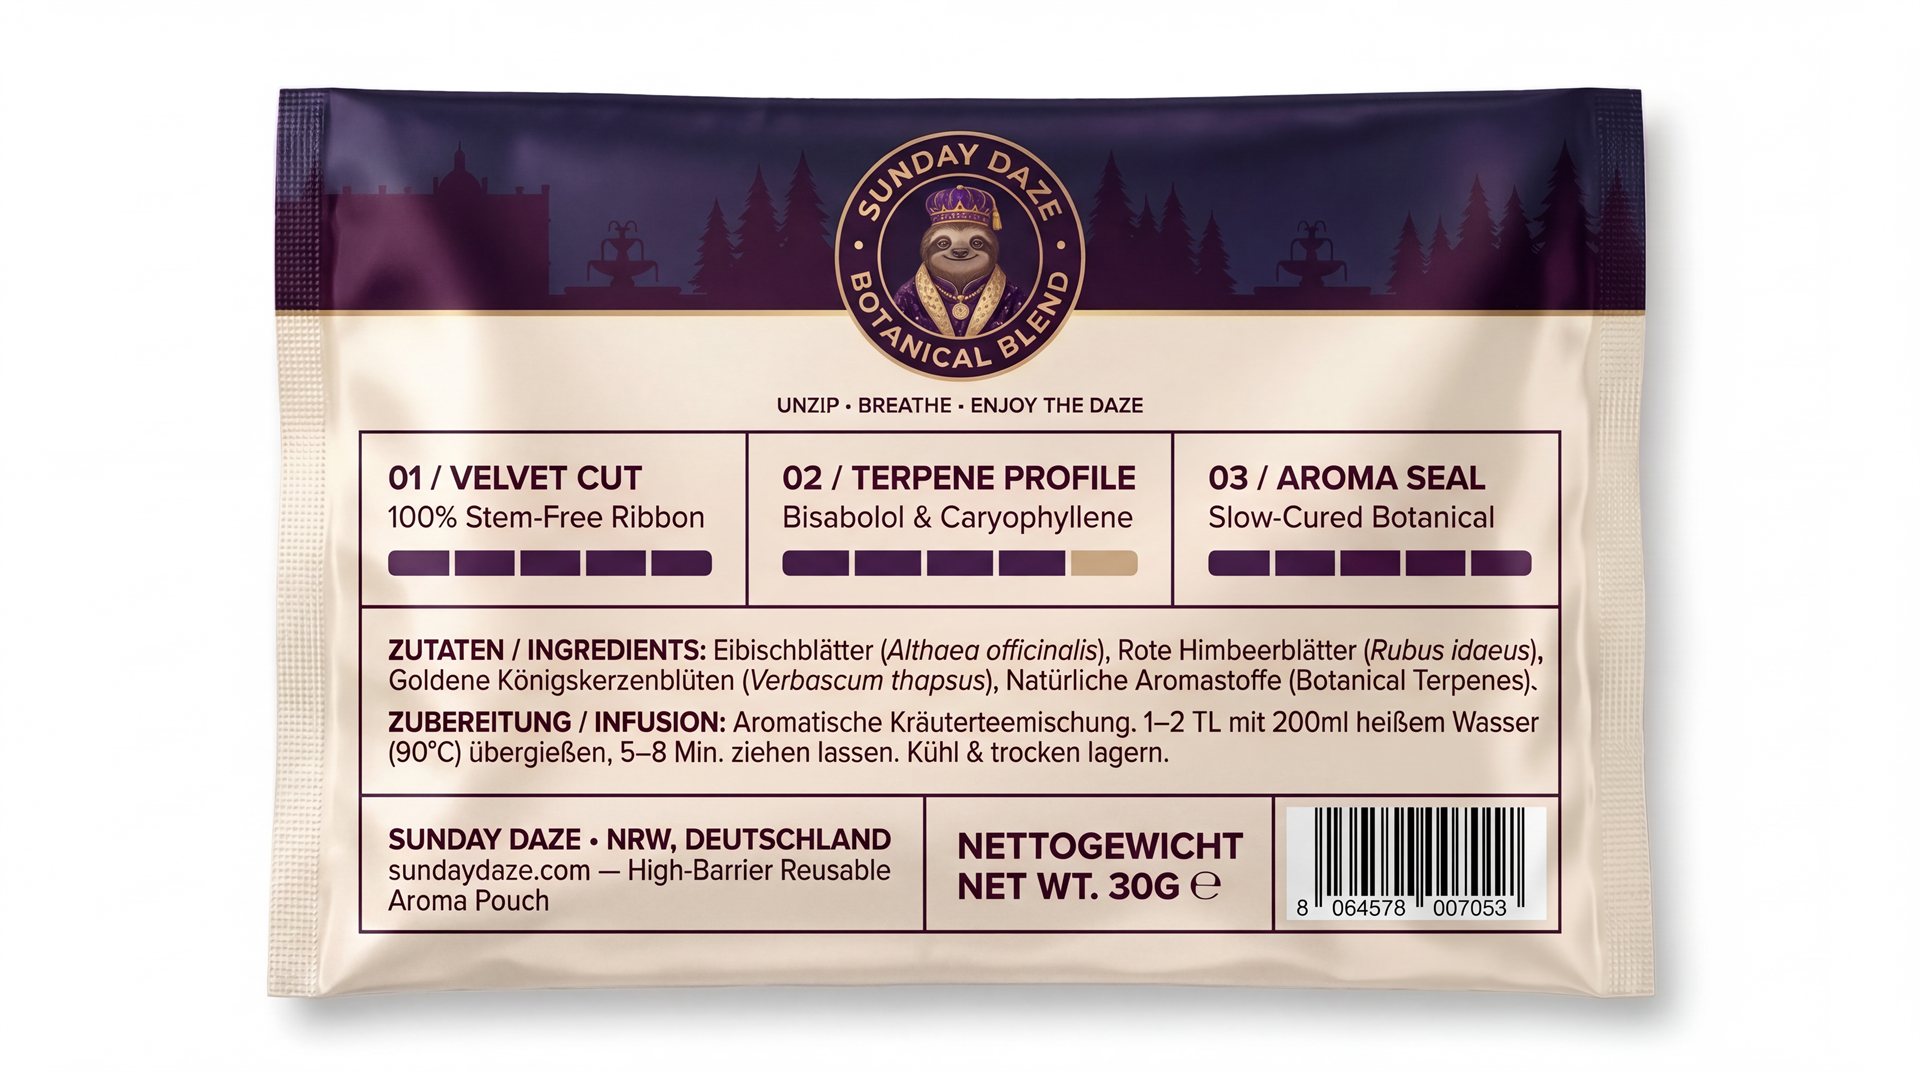 SUNDAY DAZE
BOTANICAL BLEND
UNZIP • BREATHE • ENJOY THE DAZE
01 / VELVET CUT
100% Stem-Free Ribbon
02 / TERPENE PROFILE
Bisabolol & Caryophyllene
03 / AROMA SEAL
Slow-Cured Botanical
ZUTATEN / INGREDIENTS: Eibischblätter (Althaea officinalis), Rote Himbeerblätter (Rubus idaeus),
Goldene Königskerzenblüten (Verbascum thapsus), Natürliche Aromastoffe (Botanical Terpenes).
ZUBEREITUNG / INFUSION: Aromatische Kräuterteemischung. 1–2 TL mit 200ml heißem Wasser
(90°C) übergießen, 5–8 Min. ziehen lassen. Kühl & trocken lagern.
SUNDAY DAZE • NRW, DEUTSCHLAND
sundaydaze.com — High-Barrier Reusable
Aroma Pouch
NETTOGEWICHT
NET WT. 30G ℮
8 064578 007053